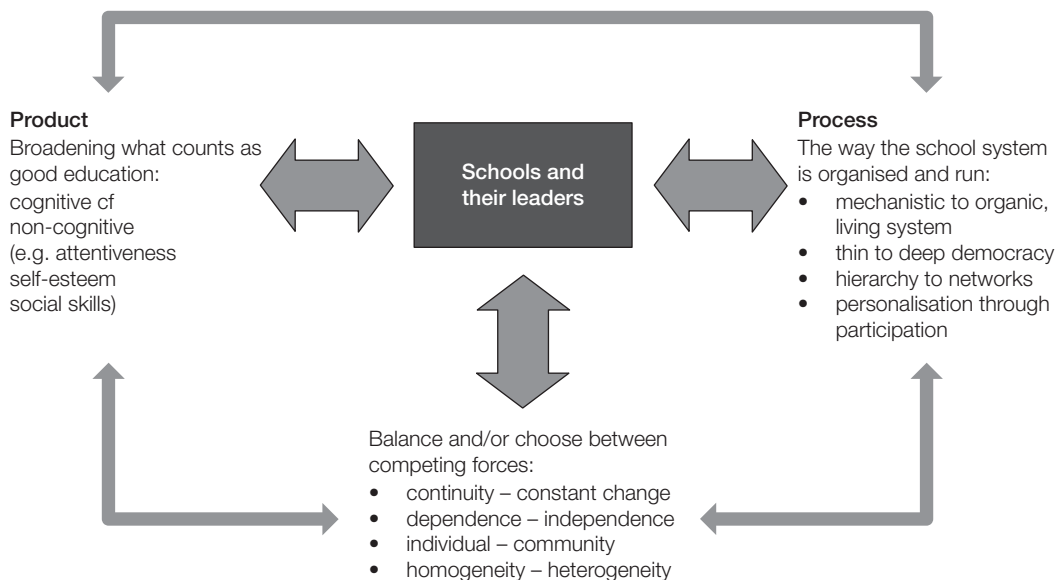 Product
Broadening what counts as
good education:
cognitive cf
non-cognitive
(e.g. attentiveness
self-esteem
social skills)
Schools and
their leaders
Process
The way the school system
is organised and run:
• mechanistic to organic,
living system
• thin to deep democracy
• hierarchy to networks
• personalisation through
participation
Balance and/or choose between
competing forces:
• continuity – constant change
• dependence – independence
• individual – community
• homogeneity – heterogeneity